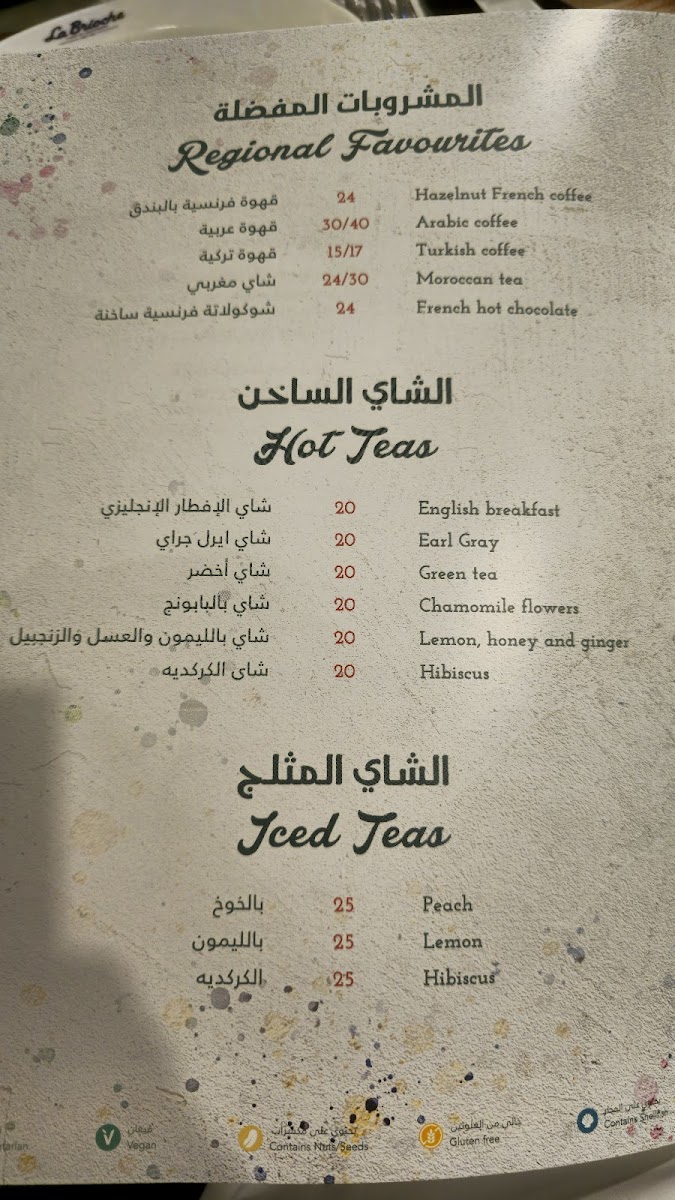 La Brioche
المشروبات المفضلة
Regional Favourites
قهوة فرنسية بالبندق 24 Hazelnut French coffee
قهوة عربية 30/40 Arabic coffee
قهوة تركية 15/17 Turkish coffee
شاي مغربي 24/30 Moroccan tea
شوكولاتة فرنسية ساخنة 24 French hot chocolate
الشاي الساخن
Hot Teas
شاي الإفطار الإنجليزي 20 English breakfast
شاي ايرل جراي 20 Earl Gray
شاي أخضر 20 Green tea
شاي بالبابونج 20 Chamomile flowers
شاي بالليمون والعسل والزنجبيل 20 Lemon, honey and ginger
شاى الكركديه 20 Hibiscus
الشاي المثلج
Iced Teas
بالخوخ 25 Peach
بالليمون 25 Lemon
الكركديه 25 Hibiscus
V
Vegan
تحتوي على مكسرات
Contains Nuts/Seeds
خالي من الغلوتين
Gluten free
Contains Shellfish